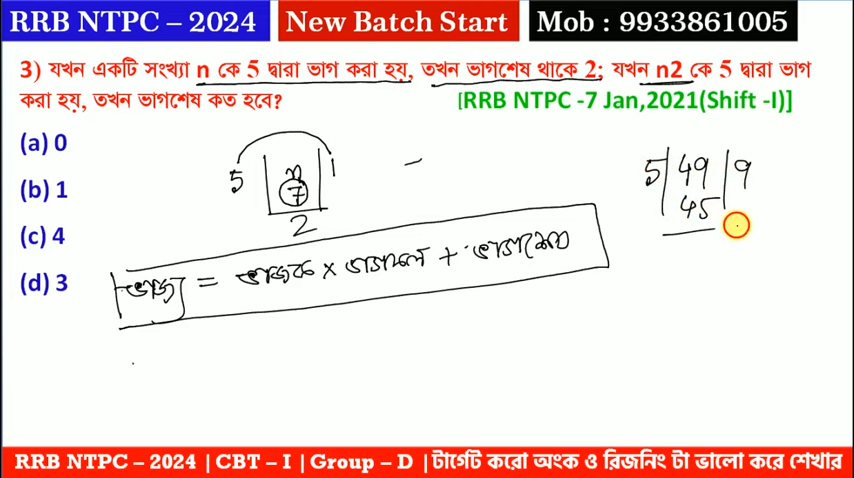 RRB NTPC – 2024 New Batch Start Mob : 9933861005
3) যখন একটি সংখ্যা n কে 5 দ্বারা ভাগ করা হয়, তখন ভাগশেষ থাকে 2; যখন n2 কে 5 দ্বারা ভাগ
করা হয়, তখন ভাগশেষ কত হবে? [RRB NTPC -7 Jan,2021(Shift -I)]
(a) 0
(b) 1
(c) 4
(d) 3
5 n 1
7
2
5 49 9
45
ভাজ্য = ভাজক × ভাগফল + ভাগশেষ
RRB NTPC – 2024 | CBT – I | Group – D | টার্গেট করো অংক ও রিজনিং টা ভালো করে শেখার